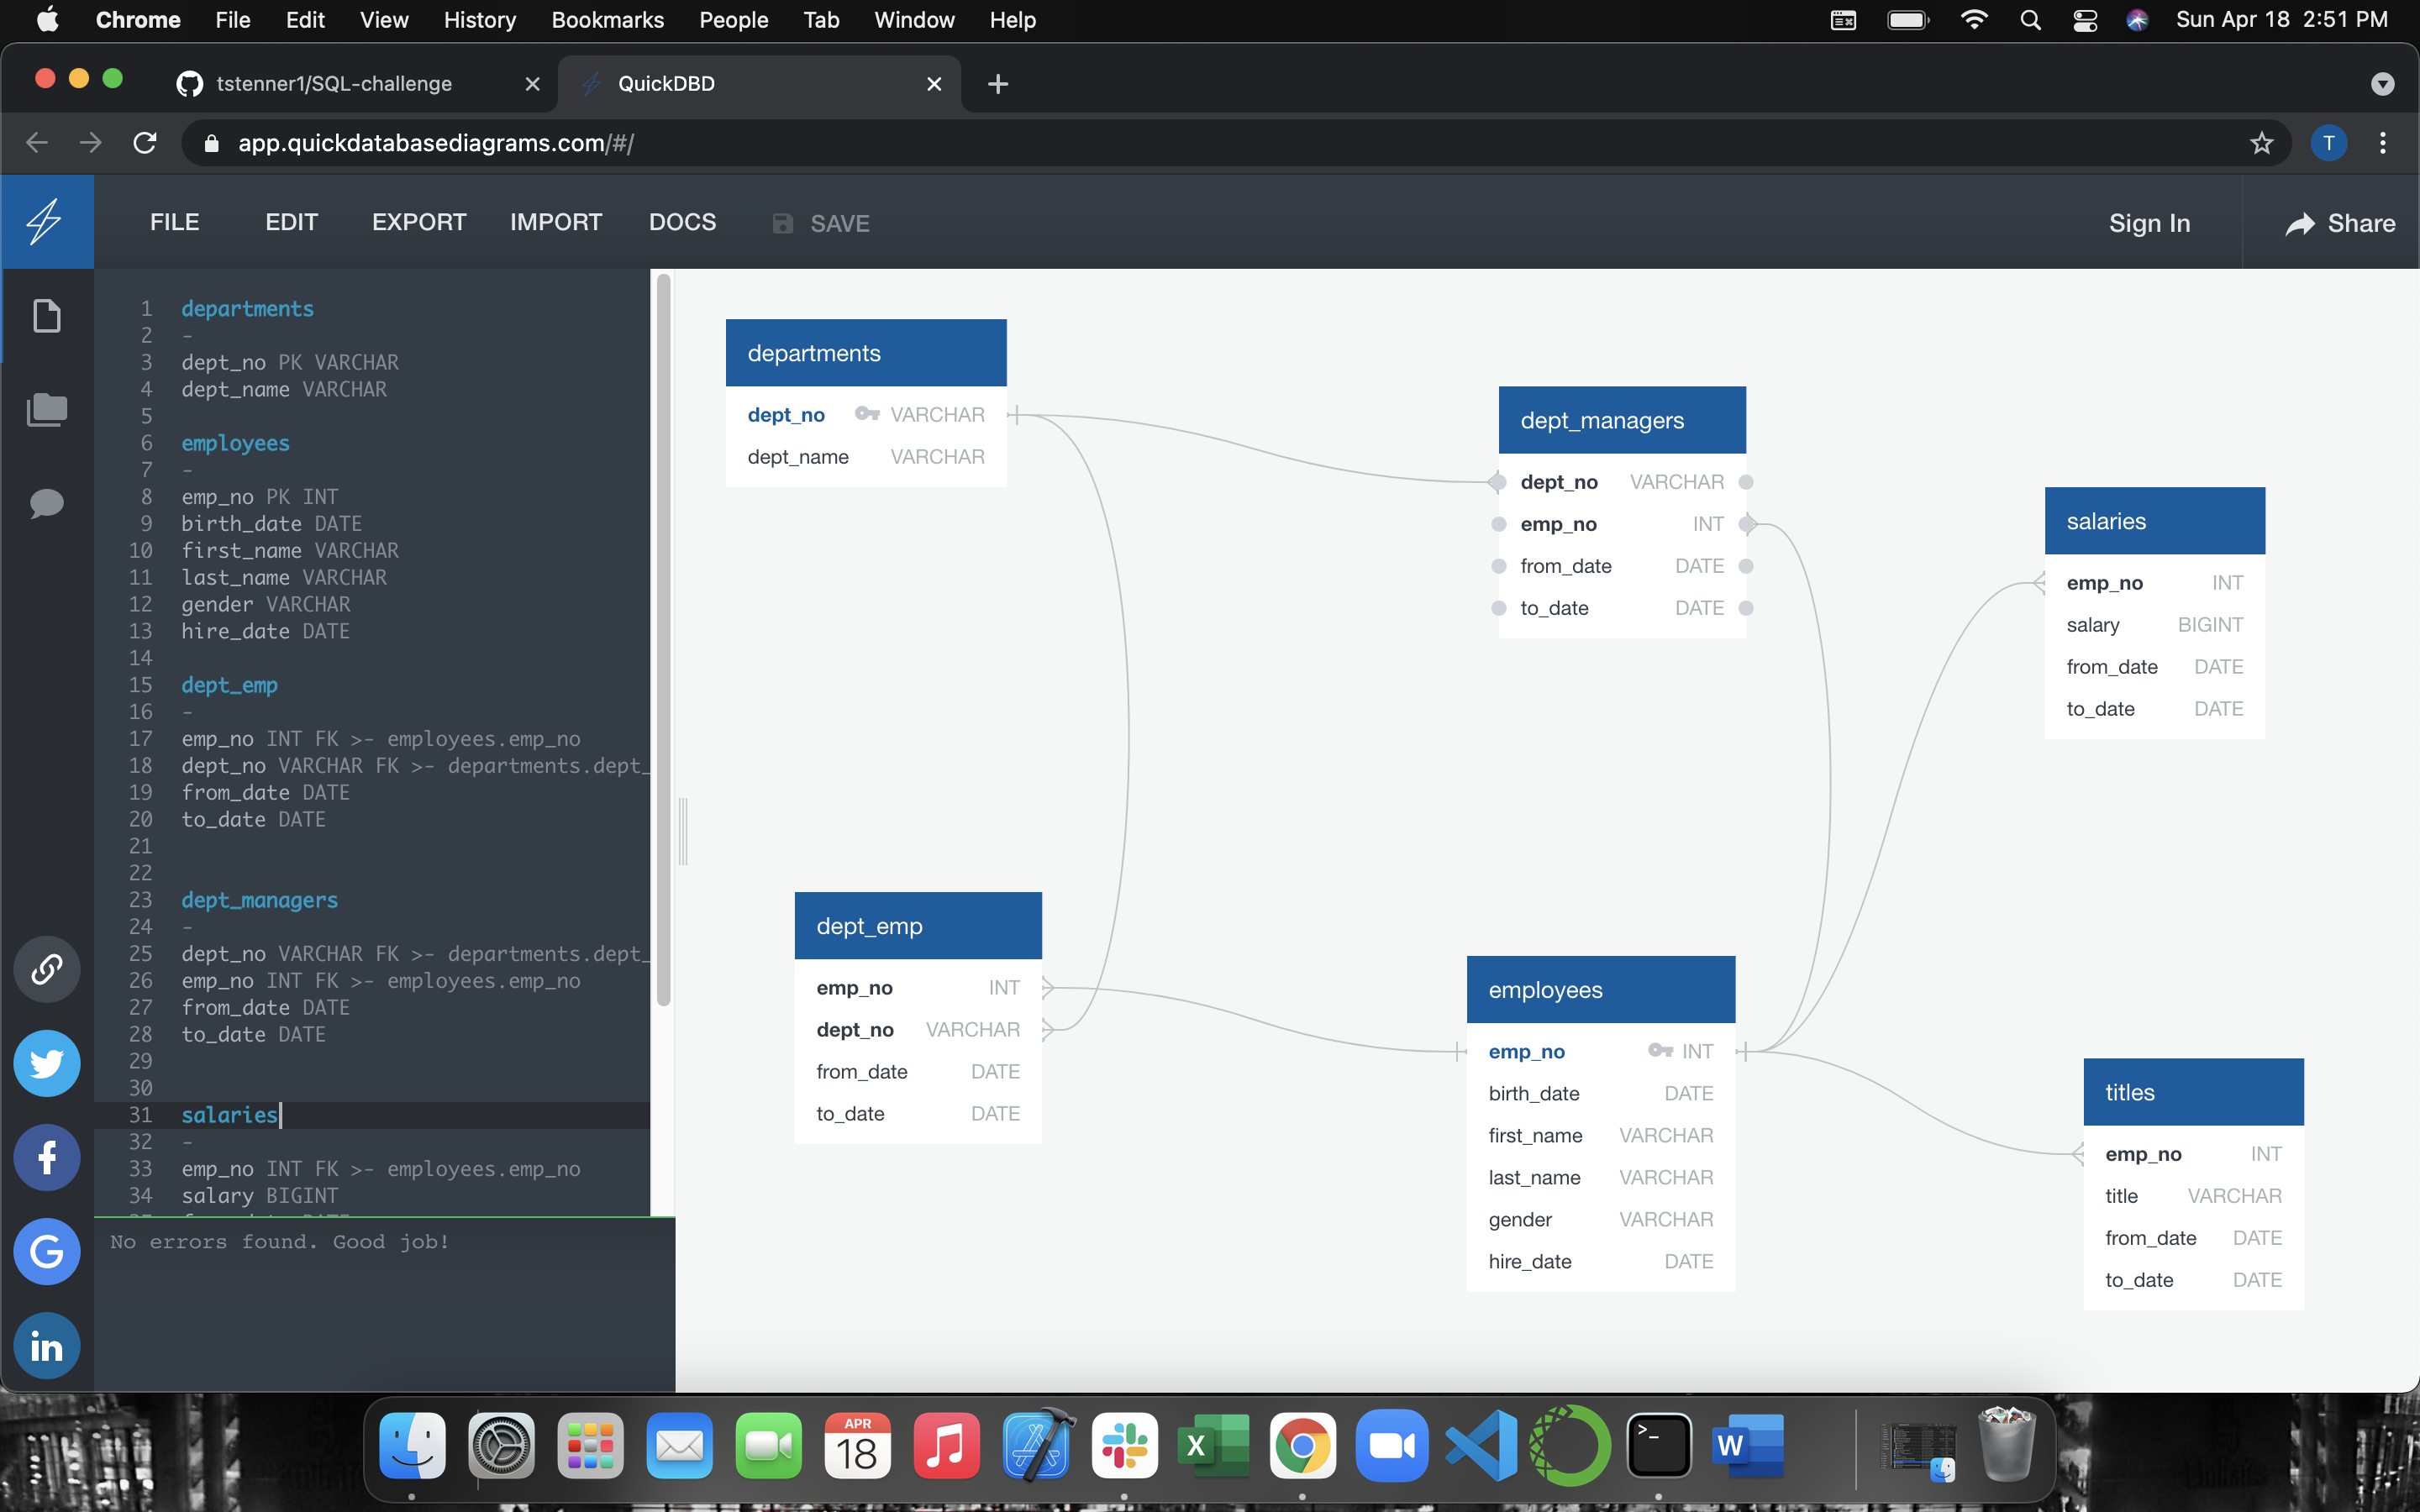 Chrome File Edit View History Bookmarks People Tab Window Help Sun Apr 18 2:51 PM
tstenner1/SQL-challenge QuickDBD
app.quickdatabasediagrams.com/#/ T
FILE EDIT EXPORT IMPORT DOCS SAVE Sign In Share
1 departments
2 -
3 dept_no PK VARCHAR
4 dept_name VARCHAR
5
6 employees
7 -
8 emp_no PK INT
9 birth_date DATE
10 first_name VARCHAR
11 last_name VARCHAR
12 gender VARCHAR
13 hire_date DATE
14
15 dept_emp
16 -
17 emp_no INT FK >- employees.emp_no
18 dept_no VARCHAR FK >- departments.dept_
19 from_date DATE
20 to_date DATE
21
22
23 dept_managers
24 -
25 dept_no VARCHAR FK >- departments.dept_
26 emp_no INT FK >- employees.emp_no
27 from_date DATE
28 to_date DATE
29
30
31 salaries
32 -
33 emp_no INT FK >- employees.emp_no
34 salary BIGINT
No errors found. Good job!
departments
dept_no VARCHAR
dept_name VARCHAR
dept_managers
dept_no VARCHAR
emp_no INT
from_date DATE
to_date DATE
salaries
emp_no INT
salary BIGINT
from_date DATE
to_date DATE
dept_emp
emp_no INT
dept_no VARCHAR
from_date DATE
to_date DATE
employees
emp_no INT
birth_date DATE
first_name VARCHAR
last_name VARCHAR
gender VARCHAR
hire_date DATE
titles
emp_no INT
title VARCHAR
from_date DATE
to_date DATE
f
G
in
APR
18
X
>_
W